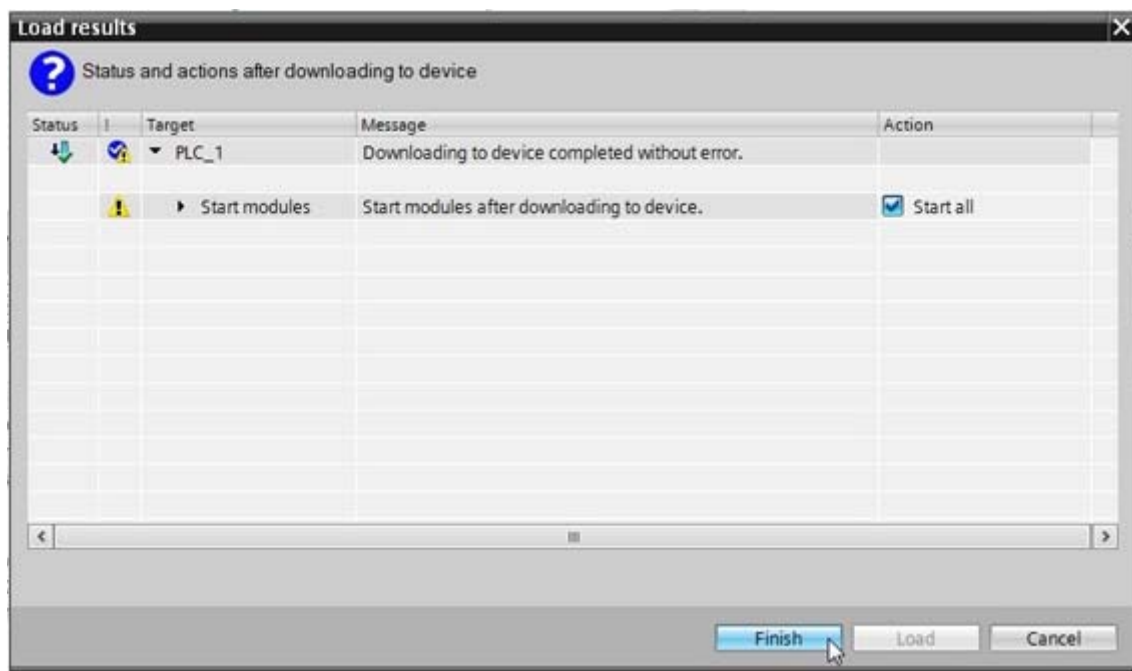 Load results
Status and actions after downloading to device
Status ! Target Message Action
PLC_1 Downloading to device completed without error.
Start modules Start modules after downloading to device. Start all
Finish Load Cancel